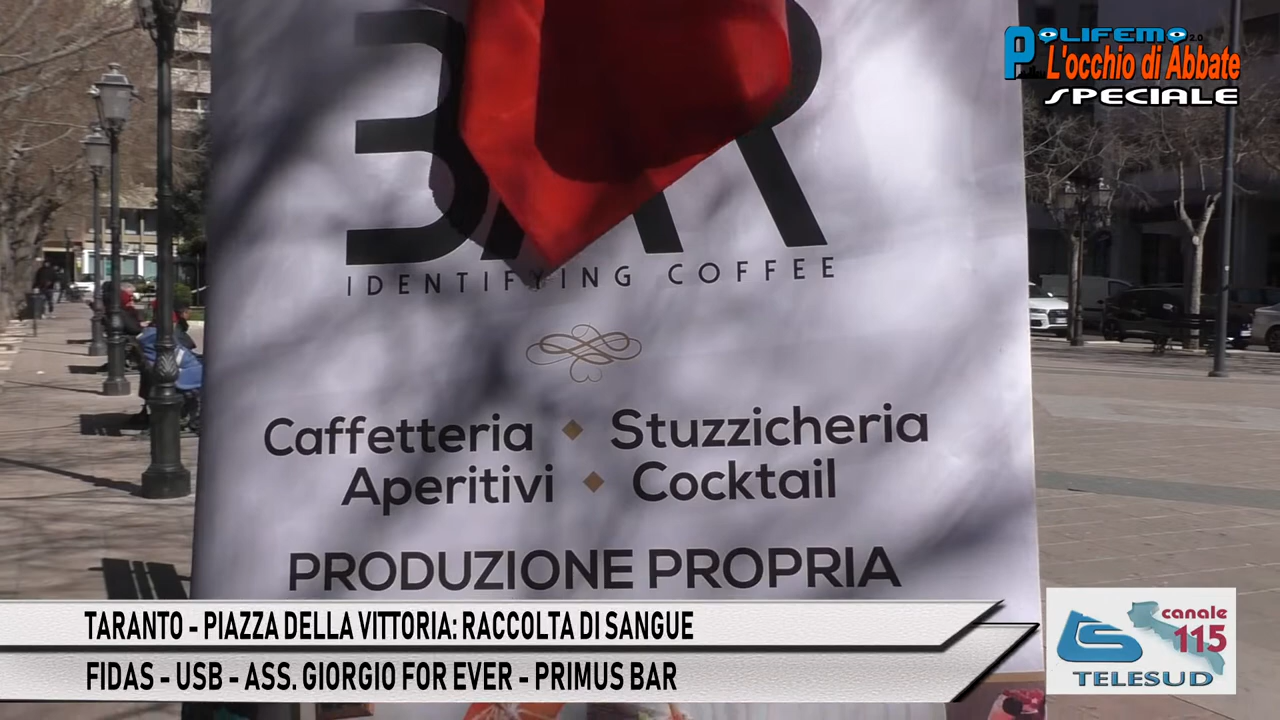 POLIFEMO 2.0
L'occhio di Abbate
SPECIALE
BAR
IDENTIFYING COFFEE
Caffetteria Stuzzicheria
Aperitivi Cocktail
PRODUZIONE PROPRIA
TARANTO - PIAZZA DELLA VITTORIA: RACCOLTA DI SANGUE
FIDAS - USB - ASS. GIORGIO FOR EVER - PRIMUS BAR
canale
115
TELESUD